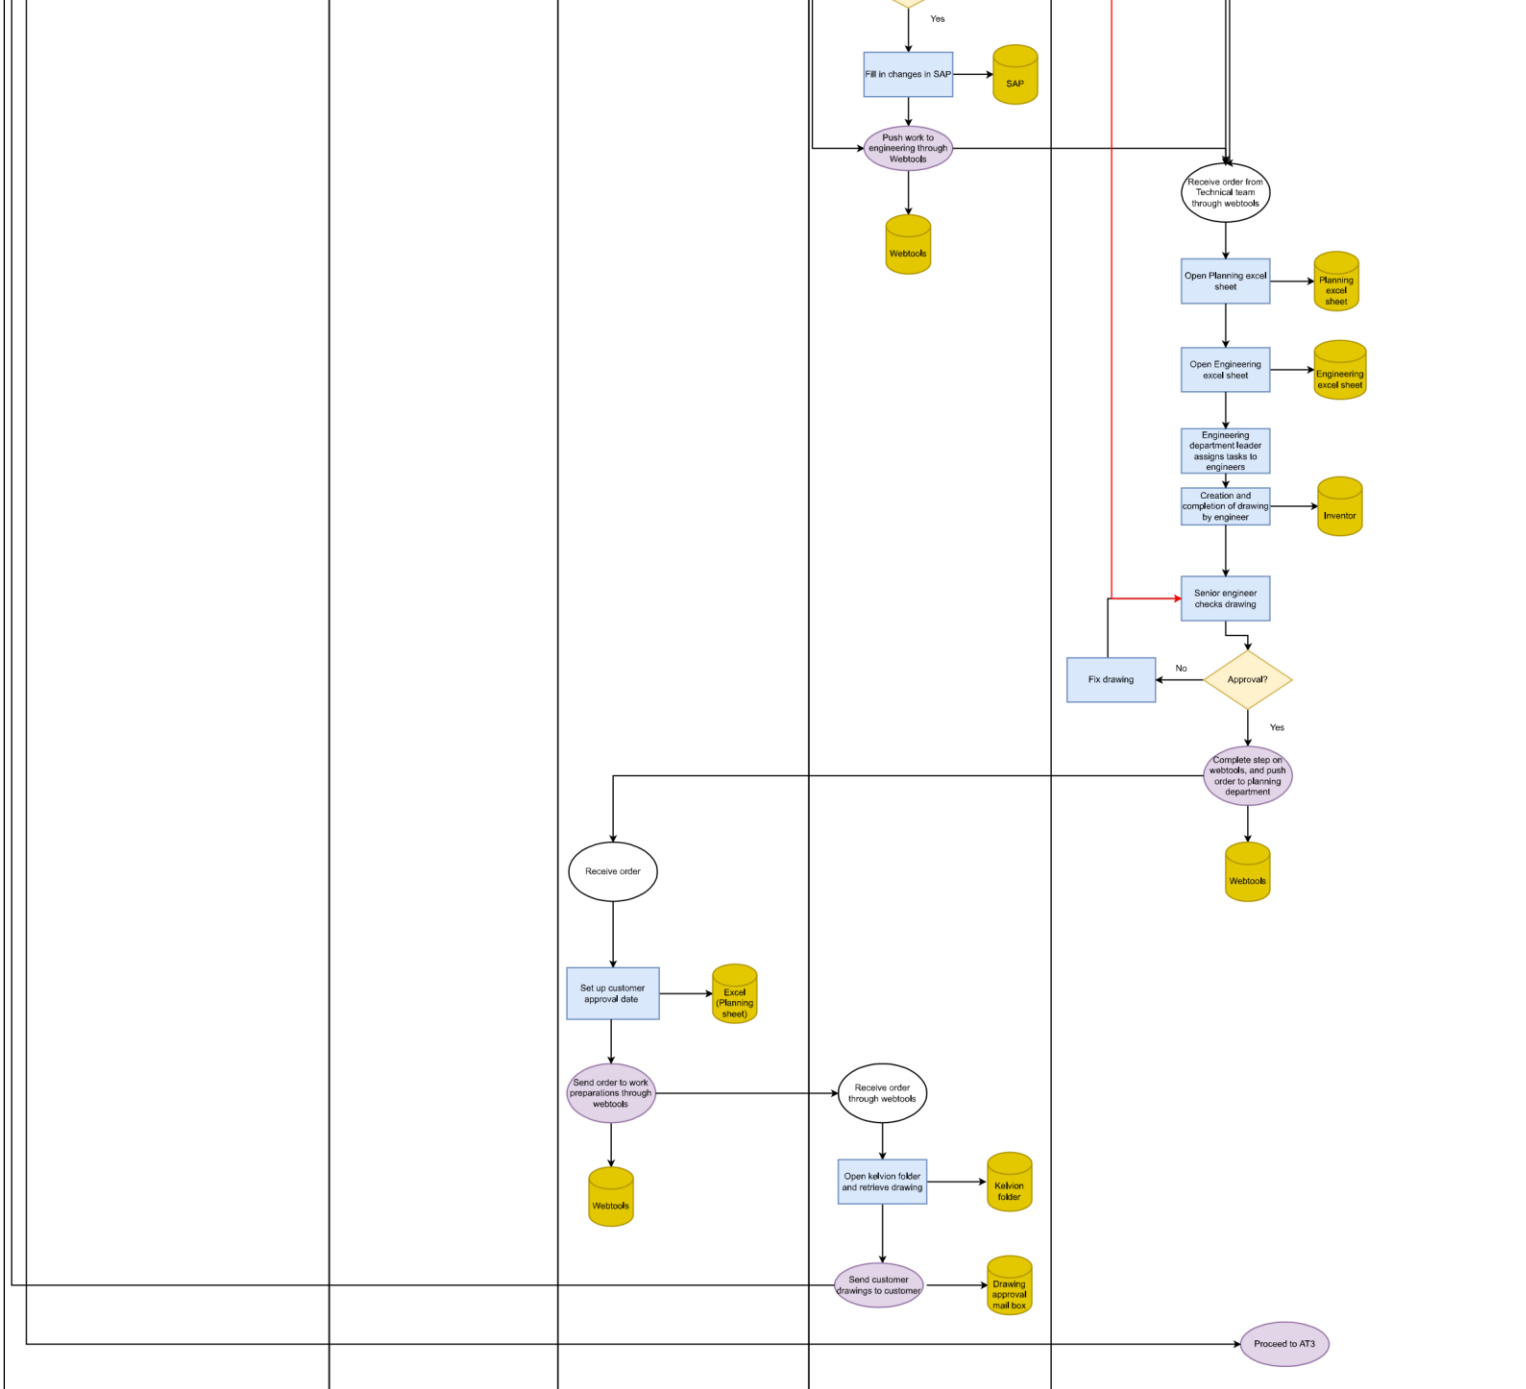 Yes
Fill in changes in SAP
SAP
Push work to
engineering through
Webtools
Receive order from
Technical team
through webtools
Webtools
Open Planning excel
sheet
Planning
excel
sheet
Open Engineering
excel sheet
Engineering
excel sheet
Engineering
department leader
assigns tasks to
engineers
Creation and
completion of drawing
by engineer
Inventor
Senior engineer
checks drawing
Fix drawing
No
Approval?
Yes
Complete step on
webtools, and push
order to planning
department
Receive order
Webtools
Set up customer
approval date
Excel
(Planning
sheet)
Send order to work
preparations through
webtools
Receive order
through webtools
Webtools
Open kelvion folder
and retrieve drawing
Kelvion
folder
Send customer
drawings to customer
Drawing
approval
mail box
Proceed to AT3